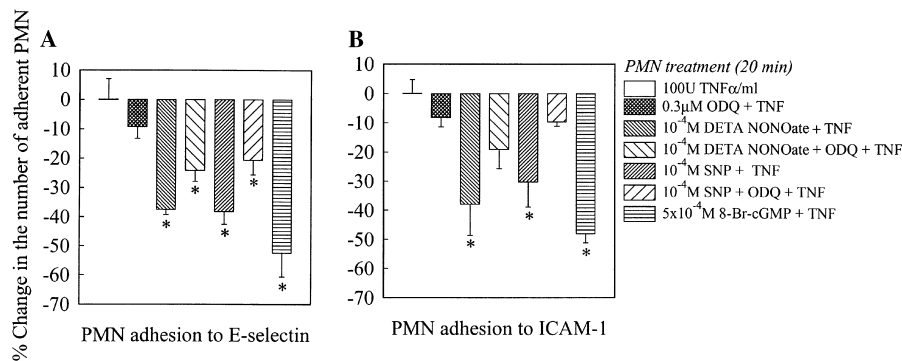 % Change in the number of adherent PMN
A
10
0
-10
-20
-30
-40
-50
-60
-70
*
*
*
*
*
PMN adhesion to E-selectin
B
10
0
-10
-20
-30
-40
-50
-60
-70
*
*
*
PMN adhesion to ICAM-1
PMN treatment (20 min)
100U TNFα/ml
0.3μM ODQ + TNF
10⁻⁴M DETA NONOate + TNF
10⁻⁴M DETA NONOate + ODQ + TNF
10⁻⁴M SNP + TNF
10⁻⁴M SNP + ODQ + TNF
5x10⁻⁴M 8-Br-cGMP + TNF